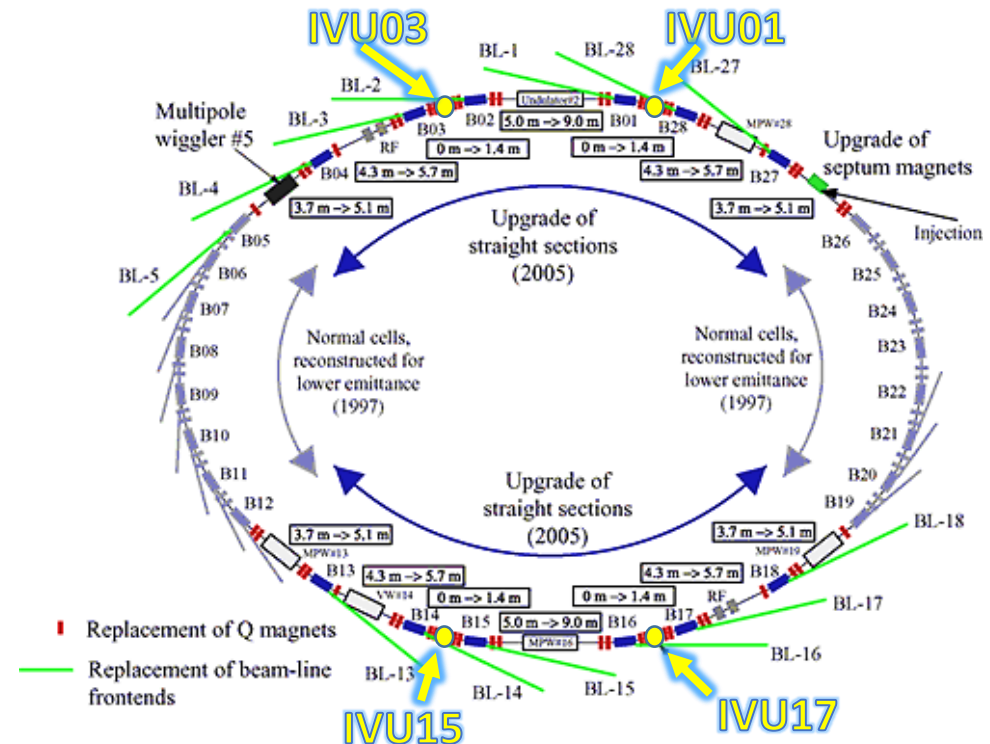 IVU03
IVU01
BL-1
BL-28
BL-27
BL-2
Undulator#2
MPW#28
Multipole
wiggler #5
BL-3
RF
B03
B02
5.0 m -> 9.0 m
B01
B28
Upgrade of
septum magnets
0 m -> 1.4 m
0 m -> 1.4 m
B04
4.3 m -> 5.7 m
4.3 m -> 5.7 m
B27
BL-4
3.7 m -> 5.1 m
3.7 m -> 5.1 m
Injection
B05
Upgrade of
straight sections
(2005)
B26
BL-5
B06
B25
B07
B24
B08
Normal cells,
reconstructed for
lower emittance
(1997)
Normal cells,
reconstructed for
lower emittance
(1997)
B23
B09
B22
B10
B21
B11
B20
B12
Upgrade of
straight sections
(2005)
B19
BL-18
3.7 m -> 5.1 m
3.7 m -> 5.1 m
MPW#13
MPW#19
B13
4.3 m -> 5.7 m
4.3 m -> 5.7 m
B18
VW#14
0 m -> 1.4 m
0 m -> 1.4 m
RF
BL-17
B14
B15
5.0 m -> 9.0 m
B16
B17
MPW#16
BL-16
Replacement of Q magnets
Replacement of beam-line
frontends
BL-13
BL-14
BL-15
IVU15
IVU17